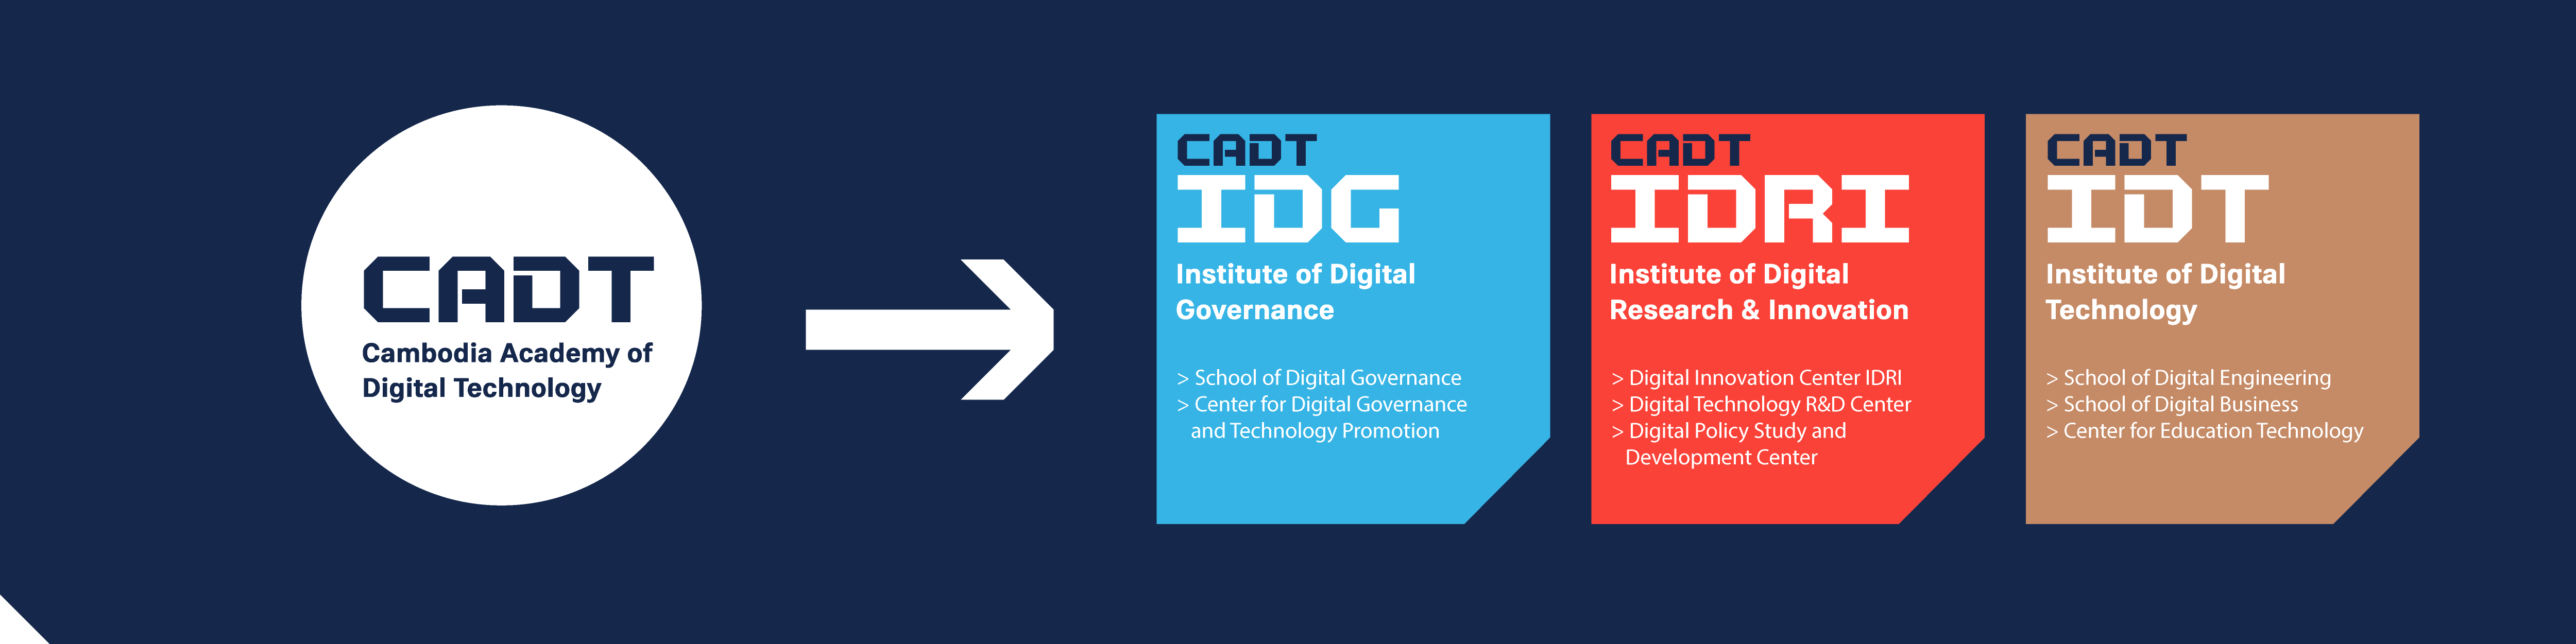 CADT
Cambodia Academy of
Digital Technology
CADT
IDG
Institute of Digital
Governance
> School of Digital Governance
> Center for Digital Governance
and Technology Promotion
CADT
IDRI
Institute of Digital
Research & Innovation
> Digital Innovation Center IDRI
> Digital Technology R&D Center
> Digital Policy Study and
Development Center
CADT
IDT
Institute of Digital
Technology
> School of Digital Engineering
> School of Digital Business
> Center for Education Technology